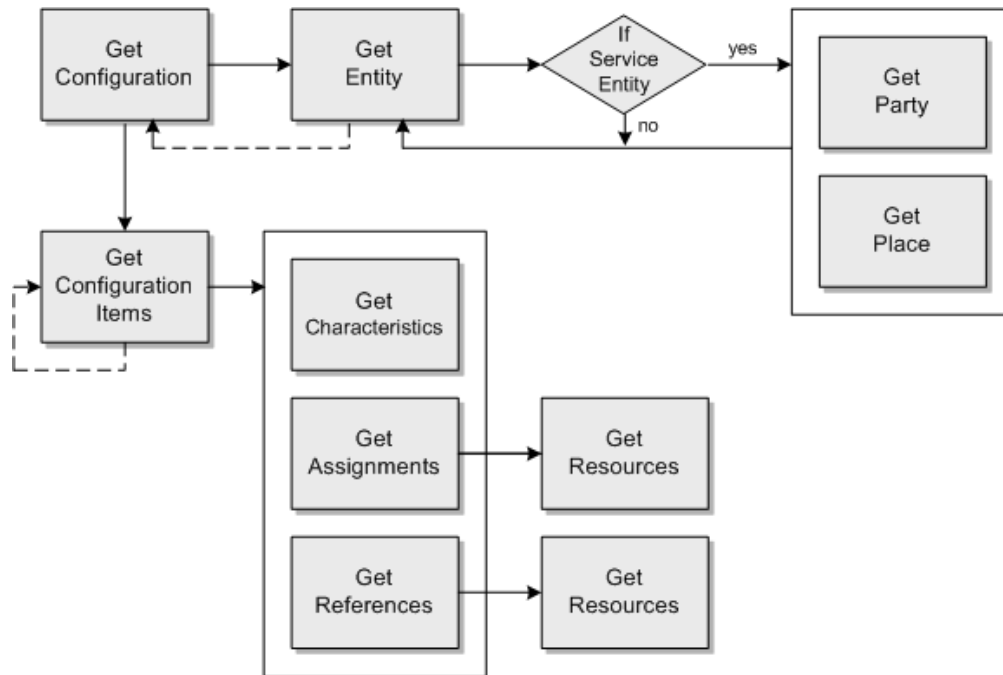 Get
Configuration
Get
Entity
If
Service
Entity
yes
no
Get
Party
Get
Place
Get
Configuration
Items
Get
Characteristics
Get
Assignments
Get
Resources
Get
References
Get
Resources